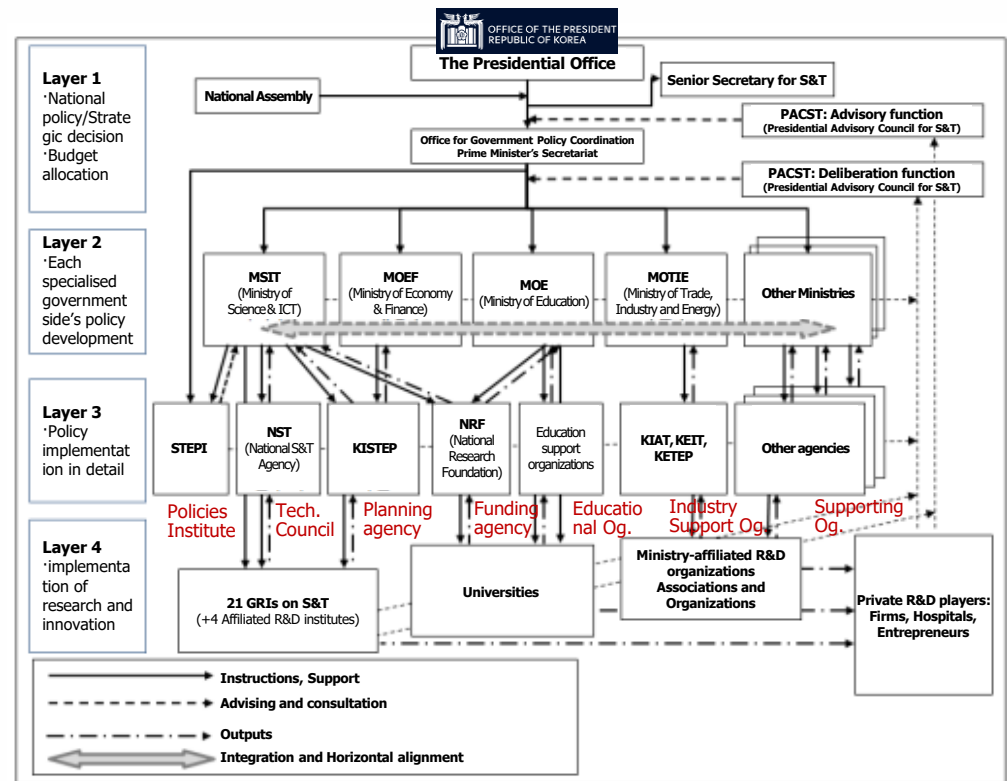 OFFICE OF THE PRESIDENT
REPUBLIC OF KOREA
The Presidential Office
Senior Secretary for S&T
National Assembly
PACST: Advisory function
(Presidential Advisory Council for S&T)
Office for Government Policy Coordination
Prime Minister's Secretariat
PACST: Deliberation function
(Presidential Advisory Council for S&T)
Layer 1
·National
policy/Strate
gic decision
·Budget
allocation
Layer 2
·Each
specialised
government
side's policy
development
MSIT
(Ministry of
Science & ICT)
MOEF
(Ministry of Economy
& Finance)
MOE
(Ministry of Education)
MOTIE
(Ministry of Trade,
Industry and Energy)
Other Ministries
Layer 3
·Policy
implementat
ion in detail
STEPI
NST
(National S&T
Agency)
KISTEP
NRF
(National
Research
Foundation)
Education
support
organizations
KIAT, KEIT,
KETEP
Other agencies
Policies
Institute
Tech.
Council
Planning
agency
Funding
agency
Educatio
nal Og.
Industry
Support Og.
Supporting
Og.
Layer 4
·implementa
tion of
research and
innovation
21 GRIs on S&T
(+4 Affiliated R&D institutes)
Universities
Ministry-affiliated R&D
organizations
Associations and
Organizations
Private R&D players:
Firms, Hospitals,
Entrepreneurs
Instructions, Support
Advising and consultation
Outputs
Integration and Horizontal alignment